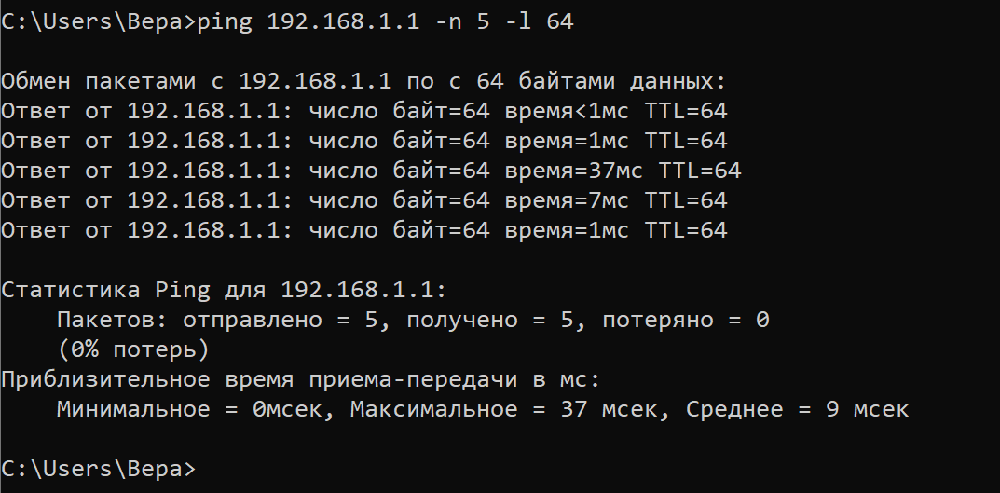 C:\Users\Вера>ping 192.168.1.1 -n 5 -l 64
Обмен пакетами с 192.168.1.1 по с 64 байтами данных:
Ответ от 192.168.1.1: число байт=64 время<1мс TTL=64
Ответ от 192.168.1.1: число байт=64 время=1мс TTL=64
Ответ от 192.168.1.1: число байт=64 время=37мс TTL=64
Ответ от 192.168.1.1: число байт=64 время=7мс TTL=64
Ответ от 192.168.1.1: число байт=64 время=1мс TTL=64
Статистика Ping для 192.168.1.1:
    Пакетов: отправлено = 5, получено = 5, потеряно = 0
    (0% потерь)
Приблизительное время приема-передачи в мс:
    Минимальное = 0мсек, Максимальное = 37 мсек, Среднее = 9 мсек
C:\Users\Вера>